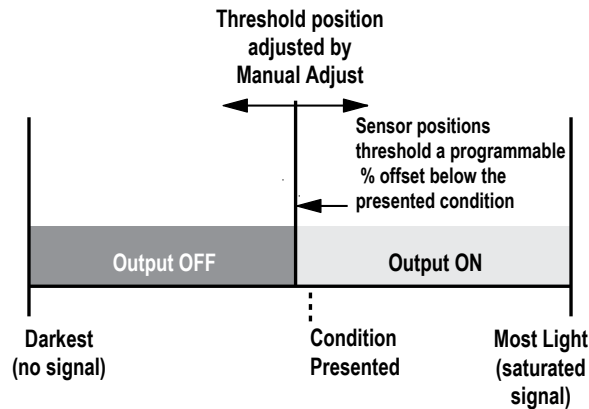 Threshold position
adjusted by
Manual Adjust
Sensor positions
threshold a programmable
% offset below the
presented condition
Output OFF
Output ON
Darkest
(no signal)
Condition
Presented
Most Light
(saturated
signal)